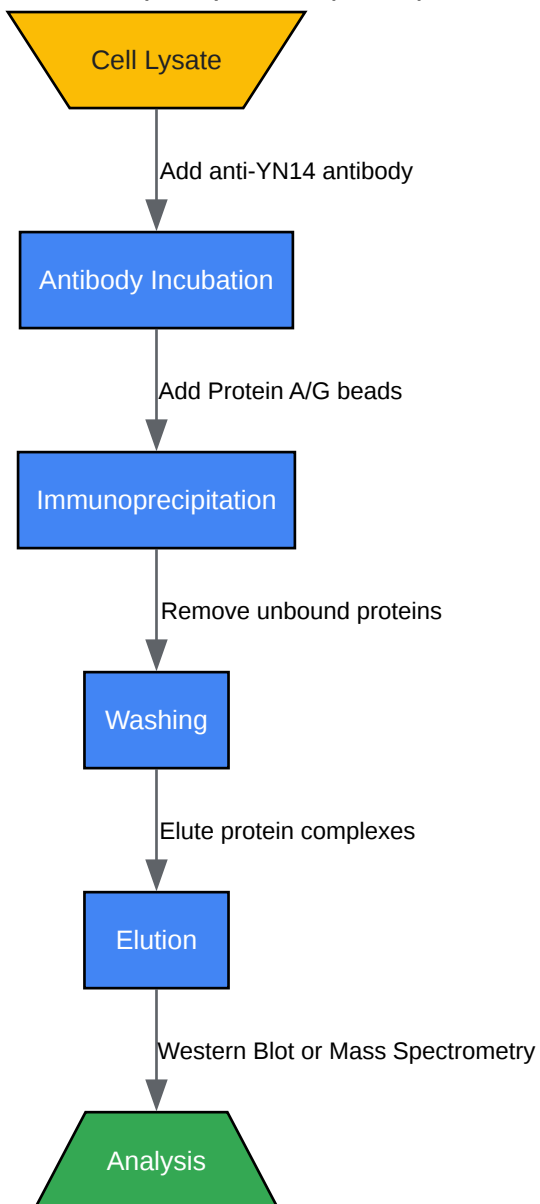 Cell Lysate
Add anti-YN14 antibody
Antibody Incubation
Add Protein A/G beads
Immunoprecipitation
Remove unbound proteins
Washing
Elute protein complexes
Elution
Western Blot or Mass Spectrometry
Analysis